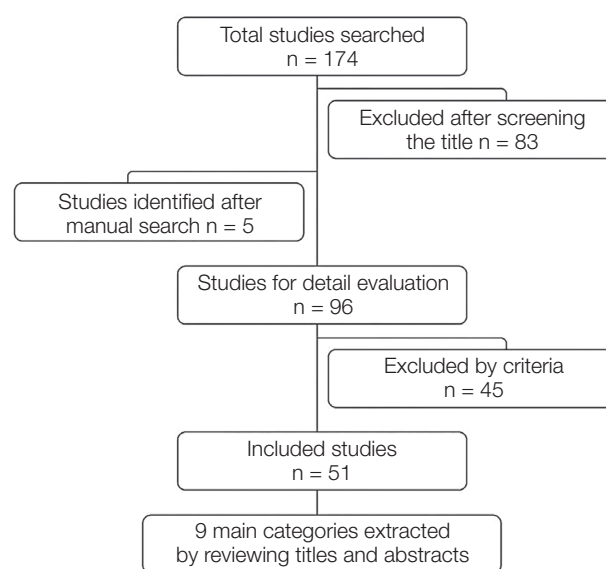 Total studies searched
n = 174
Excluded after screening
the title n = 83
Studies identified after
manual search n = 5
Studies for detail evaluation
n = 96
Excluded by criteria
n = 45
Included studies
n = 51
9 main categories extracted
by reviewing titles and abstracts